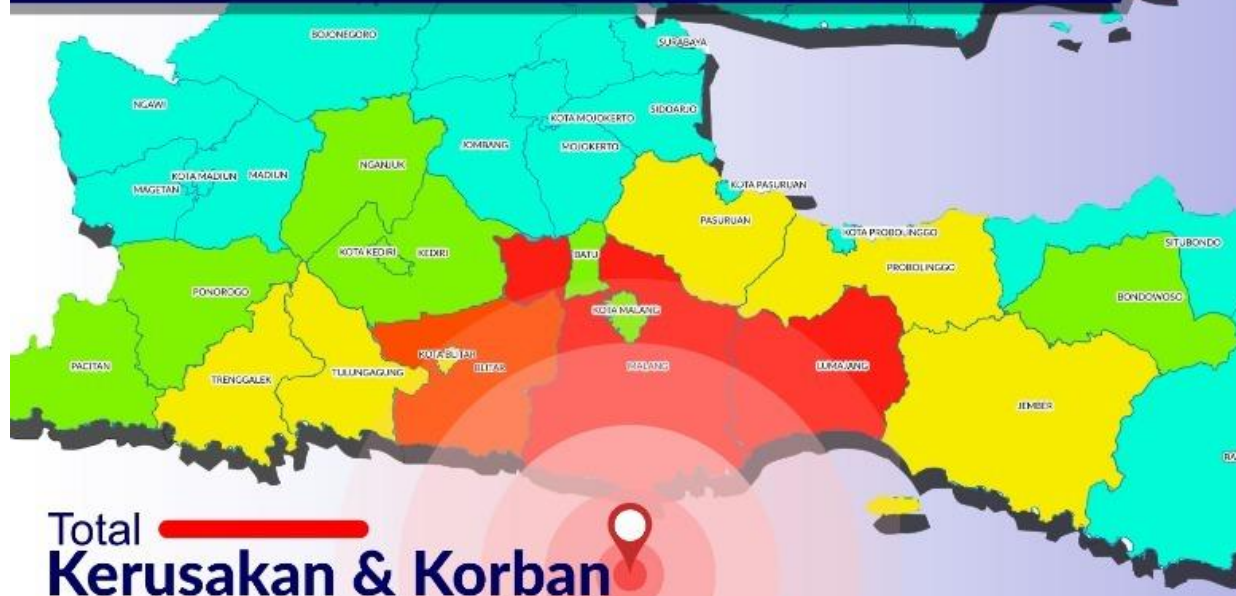 BOJONEGORO
SURABAYA
NGAWI
SIDOARJO
KOTA MOJOKERTO
JOMBANG
MOJOKERTO
NGANJUK
KOTA MADIUN
MADIUN
MAGETAN
KOTA PASURUAN
PASURUAN
KOTA PROBOLINGGO
SITUBONDO
KOTA KEDIRI
KEDIRI
BATU
PROBOLINGGO
PONOROGO
BONDOWOSO
KOTA MALANG
KOTA BLITAR
BLITAR
PACITAN
TRENGGALEK
TULUNGAGUNG
MALANG
LUMAJANG
JEMBER
BA
Total
Kerusakan & Korban